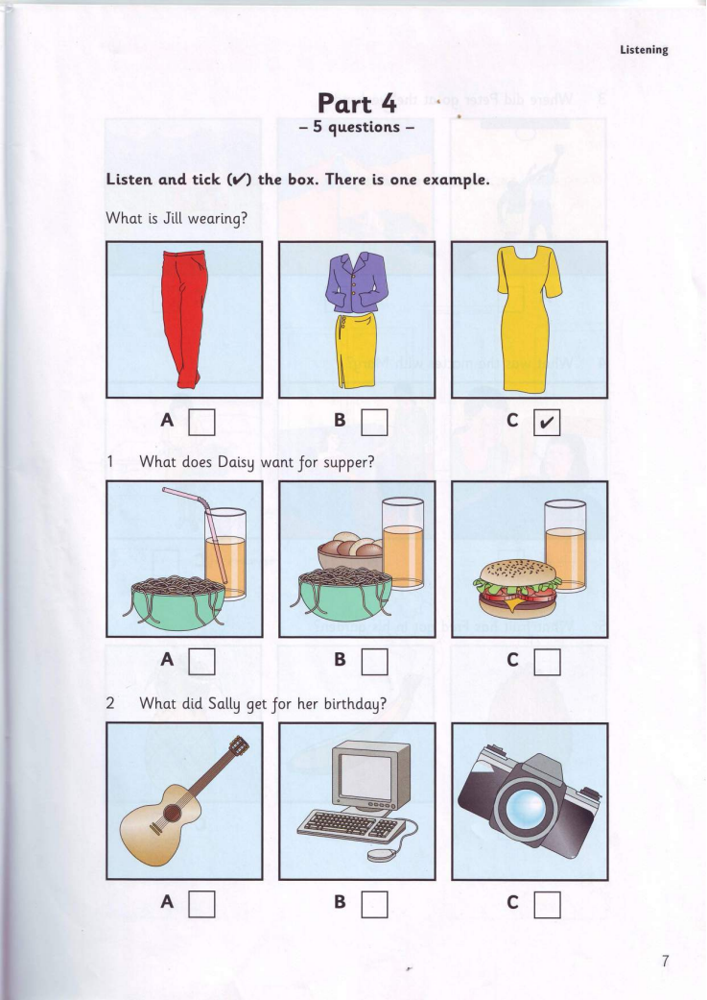 Listening
Part 4
– 5 questions –
Listen and tick (✔) the box. There is one example.
What is Jill wearing?
A B C ✔
1 What does Daisy want for supper?
A B C
2 What did Sally get for her birthday?
A B C
7